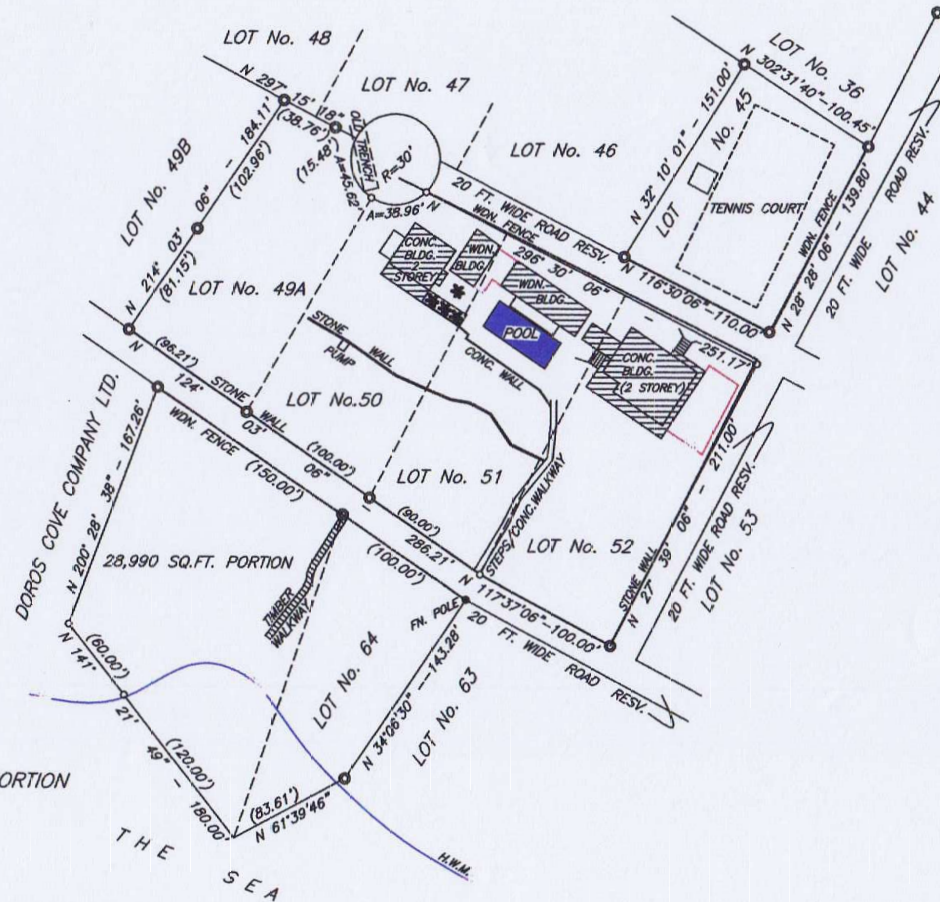 LOT No. 48
LOT No. 47
LOT No. 46
LOT No. 36
N 302°31'40"-100.45'
N 297° 15' 18"
(38.76')
(15.48')
OLD TRENCH
A=45.62'
R=30'
A=38.96'
N
20 FT. WIDE ROAD RESV.
WDN. FENCE
296° 30' 06"
251.17'
N 32° 10' 01" - 151.00'
LOT No. 45
TENNIS COURT
N 116°30'06"-110.00'
N 28° 28' 06" - 139.80'
WDN. FENCE
20 FT. WIDE ROAD RESV.
LOT No. 44
LOT No. 49B
N 214° 03' 06" - 184.11'
(102.96')
(81.15')
LOT No. 49A
CONC. BLDG. 2 STOREY
WDN. BLDG.
WDN. BLDG.
POOL
CONC. BLDG. (2 STOREY)
CONC. WALL
STONE WALL
PUMP
N 124° 03' 06" 286.21'
(96.21')
STONE WALL
(100.00')
(90.00')
LOT No.50
LOT No. 51
STEPS/CONC.WALKWAY
LOT No. 52
STONE WALL
N 27° 39' 06" - 211.00'
20 FT. WIDE ROAD RESV.
LOT No. 53
N 117°37'06"-100.00'
DOROS COVE COMPANY LTD.
N 200° 28' 38" - 167.26'
WDN. FENCE
(150.00')
(100.00')
28,990 SQ.FT. PORTION
TIMBER WALKWAY
FN. POLE
20 FT. WIDE ROAD RESV.
LOT No. 64
N 34°06'30" - 143.28'
LOT No. 63
N 141° 21' 49" - 180.00'
(60.00')
(120.00')
(83.61')
N 61°39'46"
ORTION
THE SEA
H.W.M.